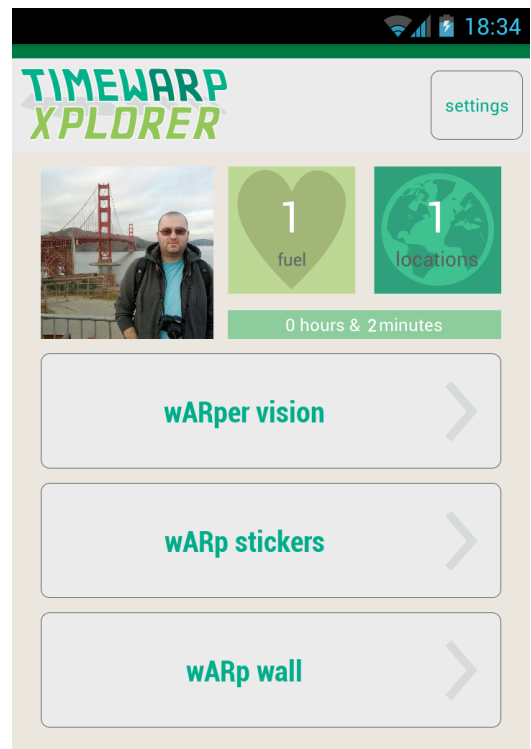 18:34
TIMEWARP
XPLORER
settings
1
fuel
1
locations
0 hours & 2 minutes
wARper vision
wARp stickers
wARp wall